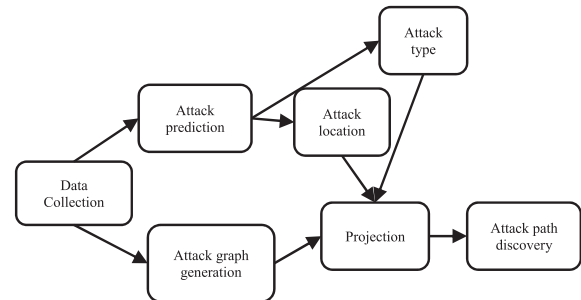 Attack
type
Attack
prediction
Attack
location
Data
Collection
Attack graph
generation
Projection
Attack path
discovery